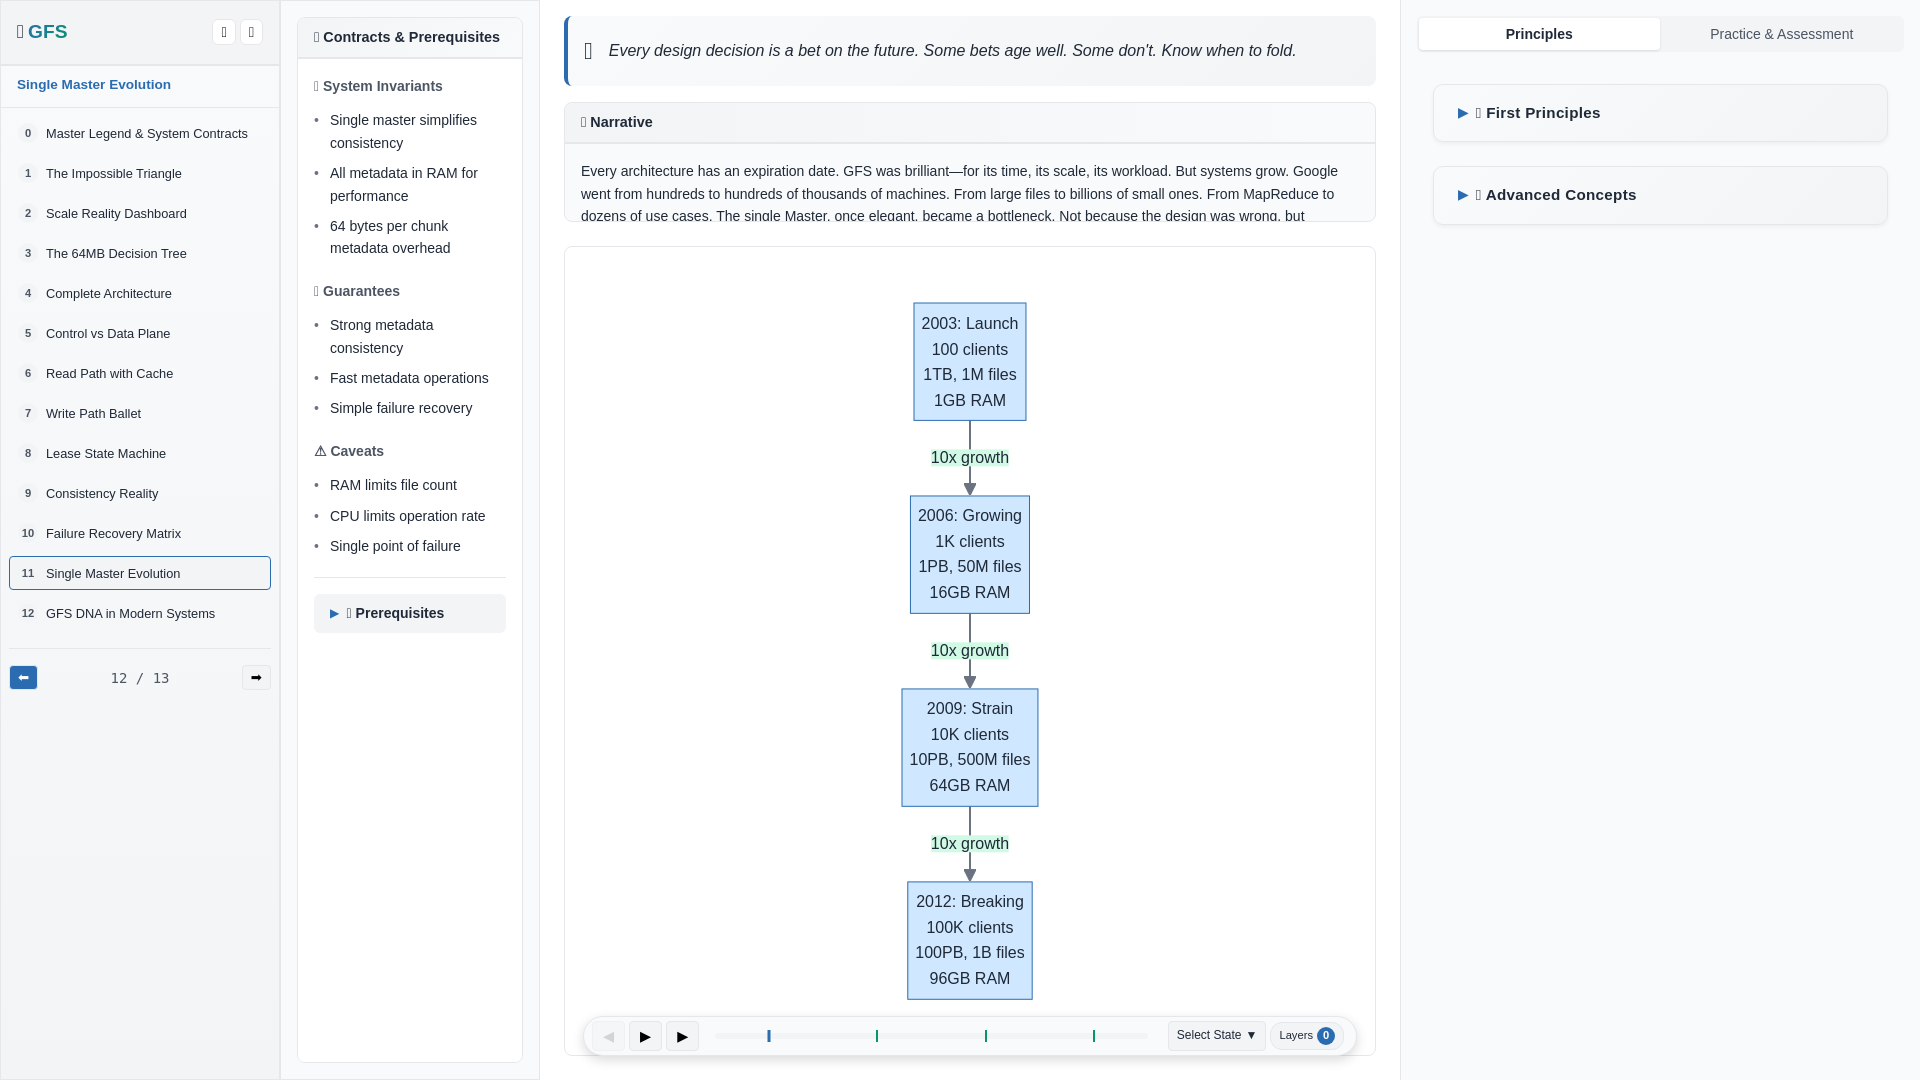 GFS
Single Master Evolution
0 Master Legend & System Contracts
1 The Impossible Triangle
2 Scale Reality Dashboard
3 The 64MB Decision Tree
4 Complete Architecture
5 Control vs Data Plane
6 Read Path with Cache
7 Write Path Ballet
8 Lease State Machine
9 Consistency Reality
10 Failure Recovery Matrix
11 Single Master Evolution
12 GFS DNA in Modern Systems
12 / 13
Contracts & Prerequisites
System Invariants
• Single master simplifies
consistency
• All metadata in RAM for
performance
• 64 bytes per chunk
metadata overhead
Guarantees
• Strong metadata
consistency
• Fast metadata operations
• Simple failure recovery
⚠ Caveats
• RAM limits file count
• CPU limits operation rate
• Single point of failure
▶ Prerequisites
Every design decision is a bet on the future. Some bets age well. Some don't. Know when to fold.
Narrative
Every architecture has an expiration date. GFS was brilliant—for its time, its scale, its workload. But systems grow. Google
went from hundreds to hundreds of thousands of machines. From large files to billions of small ones. From MapReduce to
dozens of use cases. The single Master, once elegant, became a bottleneck. Not because the design was wrong, but
2003: Launch
100 clients
1TB, 1M files
1GB RAM
10x growth
2006: Growing
1K clients
1PB, 50M files
16GB RAM
10x growth
2009: Strain
10K clients
10PB, 500M files
64GB RAM
10x growth
2012: Breaking
100K clients
100PB, 1B files
96GB RAM
Select State ▼
Layers 0
Principles
Practice & Assessment
▶ First Principles
▶ Advanced Concepts